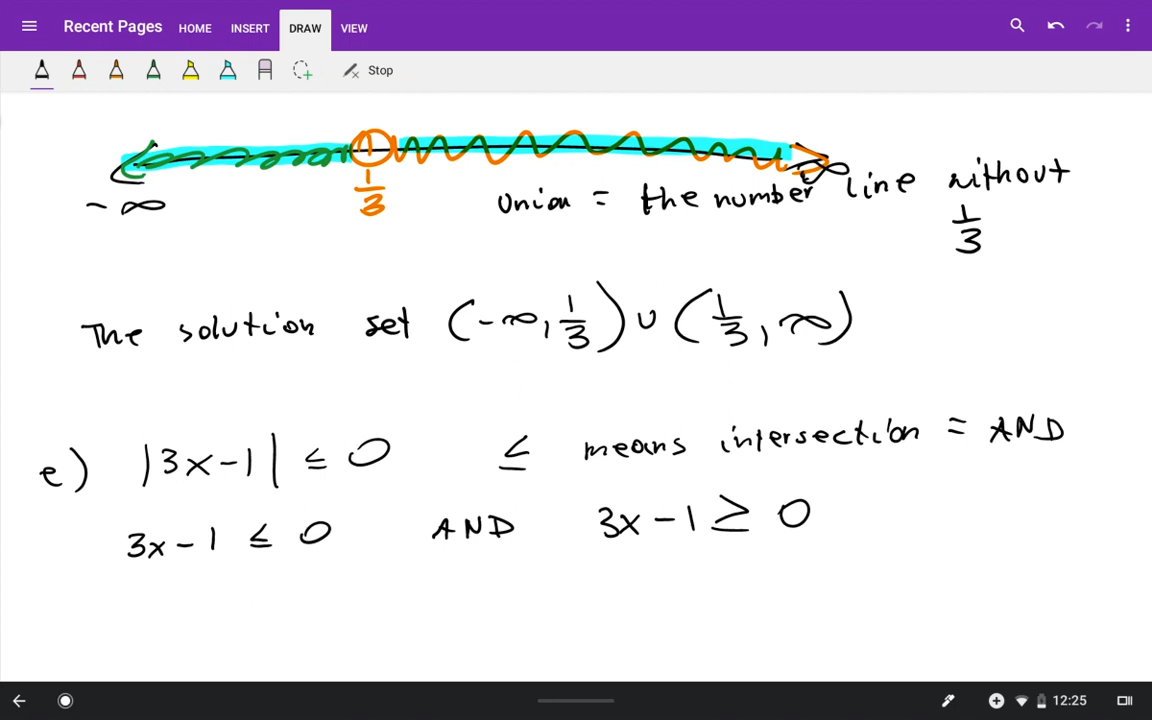 Recent Pages HOME INSERT DRAW VIEW
Stop
-∞ 1/3 ∞
Union = the number line without 1/3
The solution set (-∞, 1/3) ∪ (1/3, ∞)
e) |3x-1| ≤ 0 ≤ means intersection = AND
3x-1 ≤ 0 AND 3x-1 ≥ 0
12:25